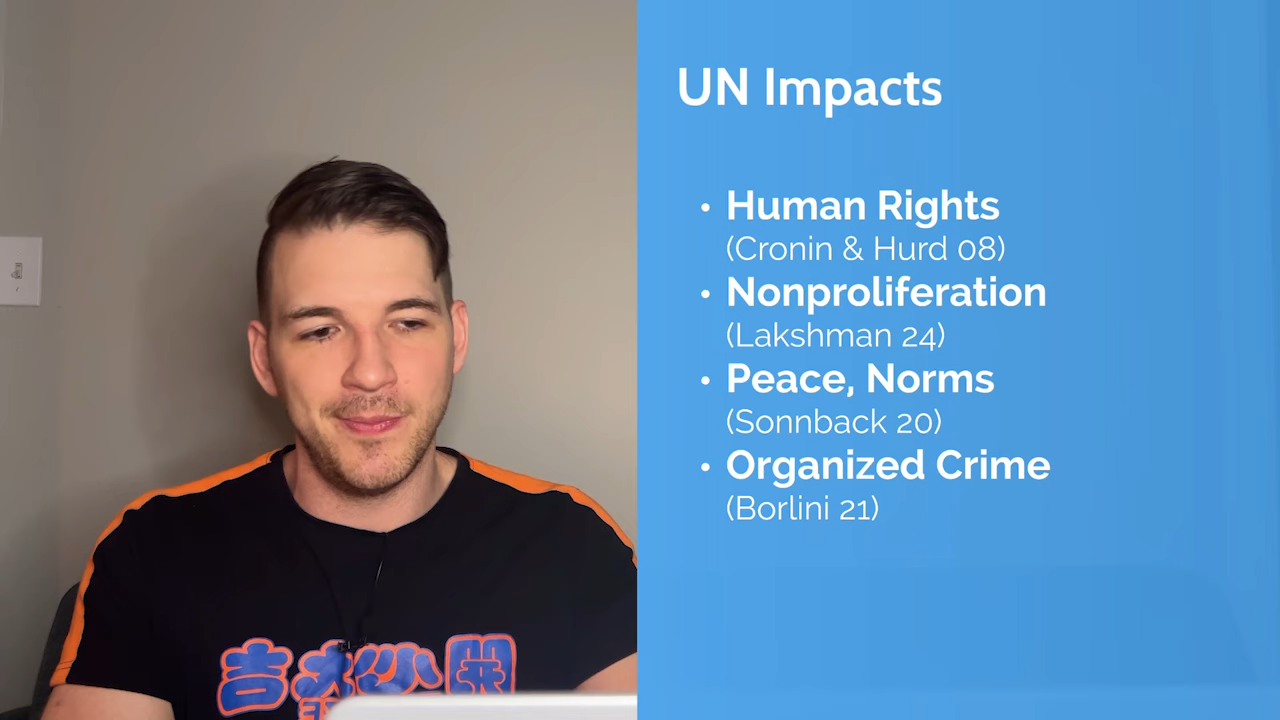 UN Impacts
• Human Rights
(Cronin & Hurd 08)
• Nonproliferation
(Lakshman 24)
• Peace, Norms
(Sonnback 20)
• Organized Crime
(Borlini 21)